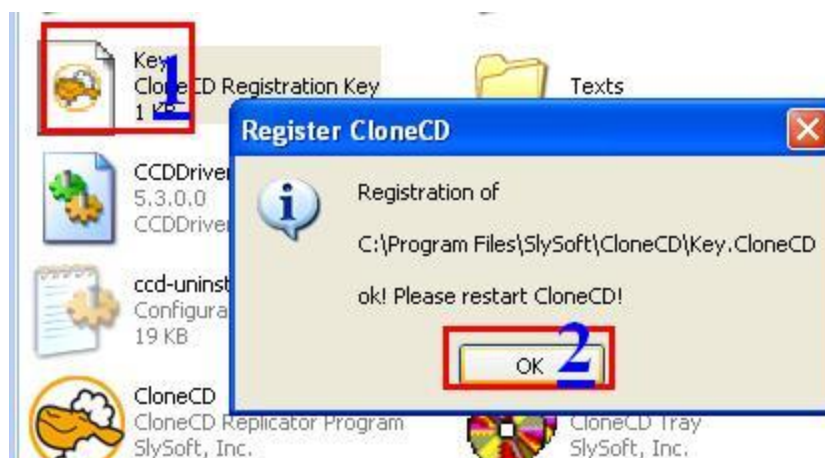 Key
CloneCD Registration Key
1 KB
1
Texts
Register CloneCD
Registration of
C:\Program Files\SlySoft\CloneCD\Key.CloneCD
ok! Please restart CloneCD!
OK
2
CCDDriver
5.3.0.0
CCDDriver
ccd-uninst
Configura
19 KB
CloneCD
CloneCD Replicator Program
SlySoft, Inc.
CloneCD Tray
SlySoft, Inc.